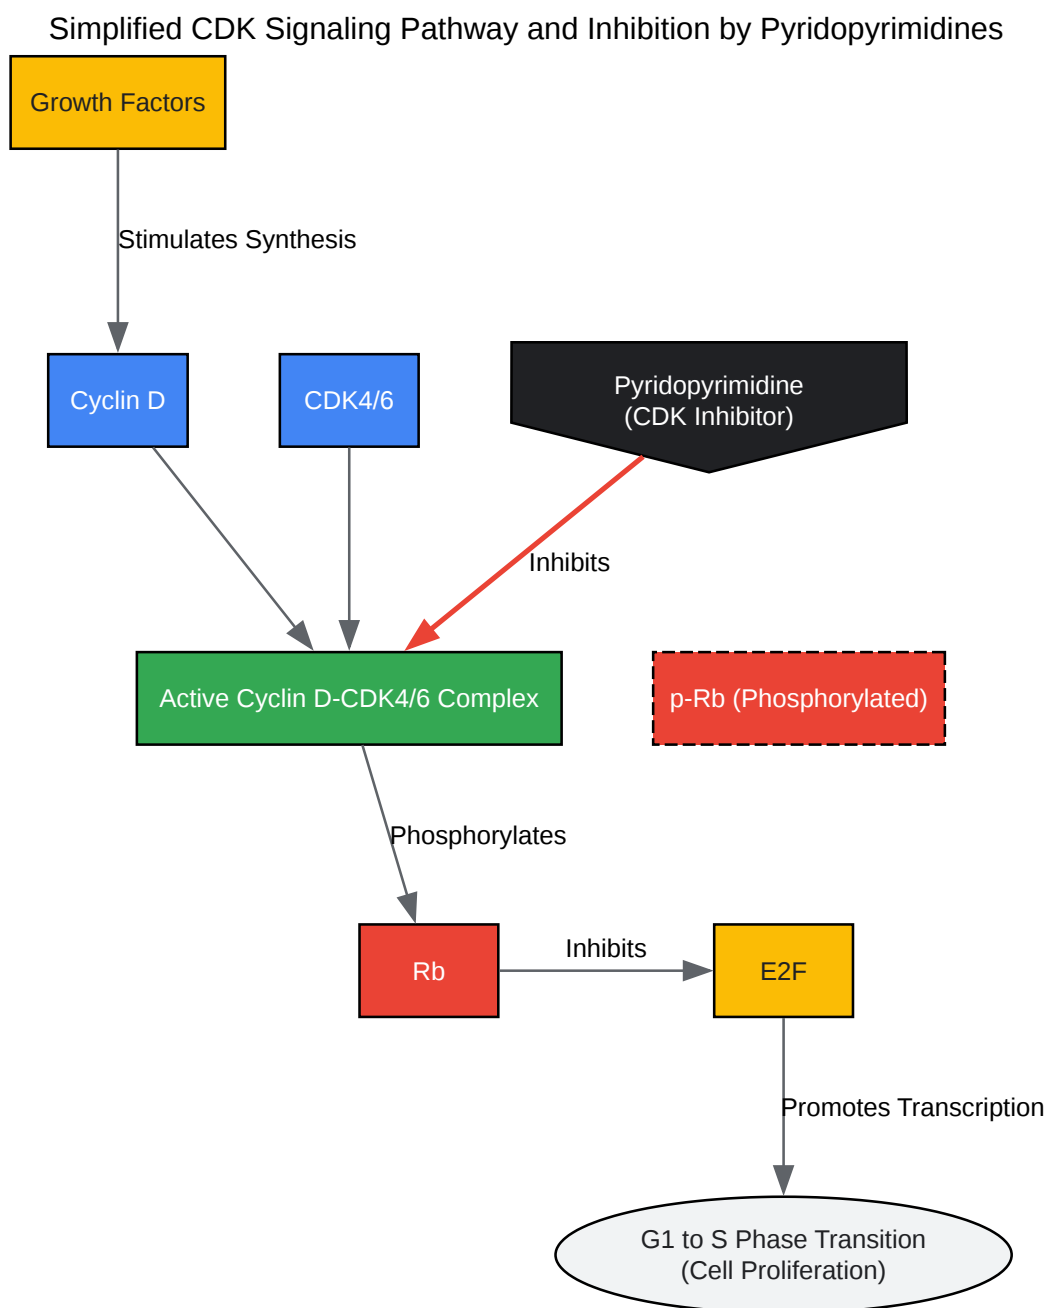 Simplified CDK Signaling Pathway and Inhibition by Pyridopyrimidines
Growth Factors
Stimulates Synthesis
Cyclin D
CDK4/6
Pyridopyrimidine
(CDK Inhibitor)
Inhibits
Active Cyclin D-CDK4/6 Complex
p-Rb (Phosphorylated)
Phosphorylates
Rb
Inhibits
E2F
Promotes Transcription
G1 to S Phase Transition
(Cell Proliferation)